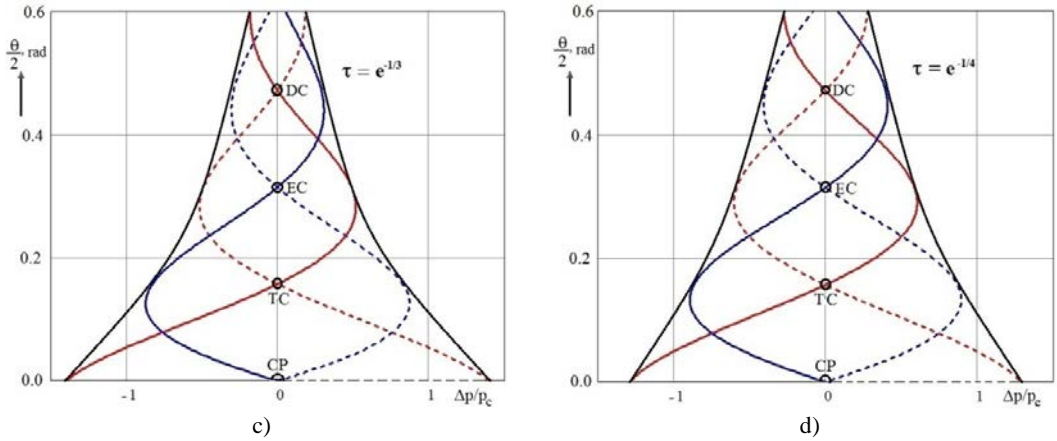 0.6
θ/2, rad
τ = e^-1/3
DC
0.4
EC
0.2
TC
CP
0.0
-1
0
1
Δp/p_c
c)
0.6
θ/2, rad
τ = e^-1/4
DC
0.4
EC
0.2
TC
CP
0.0
-1
0
1
Δp/p_c
d)